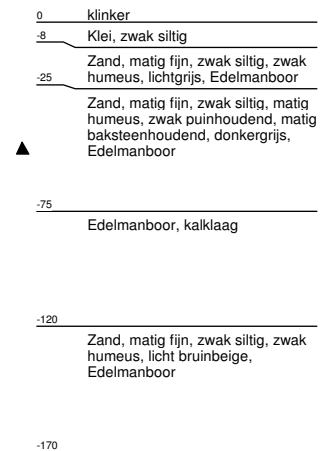 0 klinker
-8 Klei, zwak siltig
Zand, matig fijn, zwak siltig, zwak
-25 humeus, lichtgrijs, Edelmanboor
Zand, matig fijn, zwak siltig, matig
humeus, zwak puinhoudend, matig
baksteenhoudend, donkergrijs,
Edelmanboor
-75
Edelmanboor, kalklaag
-120
Zand, matig fijn, zwak siltig, zwak
humeus, licht bruinbeige,
Edelmanboor
-170